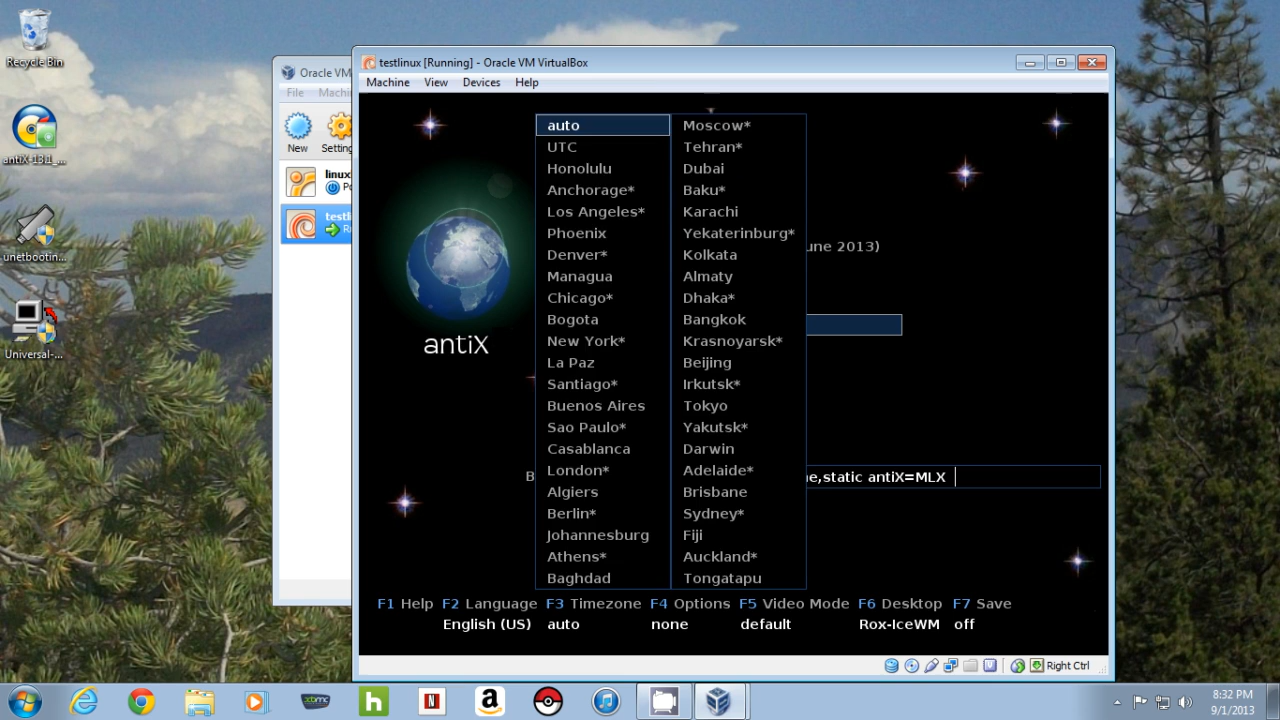 Recycle Bin
antiX-13.1_...
unetbootin...
Universal-...
Oracle VM
File Machin
New Setting
testlinux [Running] - Oracle VM VirtualBox
Machine View Devices Help
auto
UTC
Honolulu
Anchorage*
Los Angeles*
Phoenix
Denver*
Managua
Chicago*
Bogota
New York*
La Paz
Santiago*
Buenos Aires
Sao Paulo*
Casablanca
London*
Algiers
Berlin*
Johannesburg
Athens*
Baghdad
Moscow*
Tehran*
Dubai
Baku*
Karachi
Yekaterinburg*
Kolkata
Almaty
Dhaka*
Bangkok
Krasnoyarsk*
Beijing
Irkutsk*
Tokyo
Yakutsk*
Darwin
Adelaide*
Brisbane
Sydney*
Fiji
Auckland*
Tongatapu
antiX
une 2013)
B
e,static antiX=MLX
F1 Help F2 Language F3 Timezone F4 Options F5 Video Mode F6 Desktop F7 Save
English (US) auto none default Rox-IceWM off
Right Ctrl
xbmc
h
N
a
8:32 PM
9/1/2013